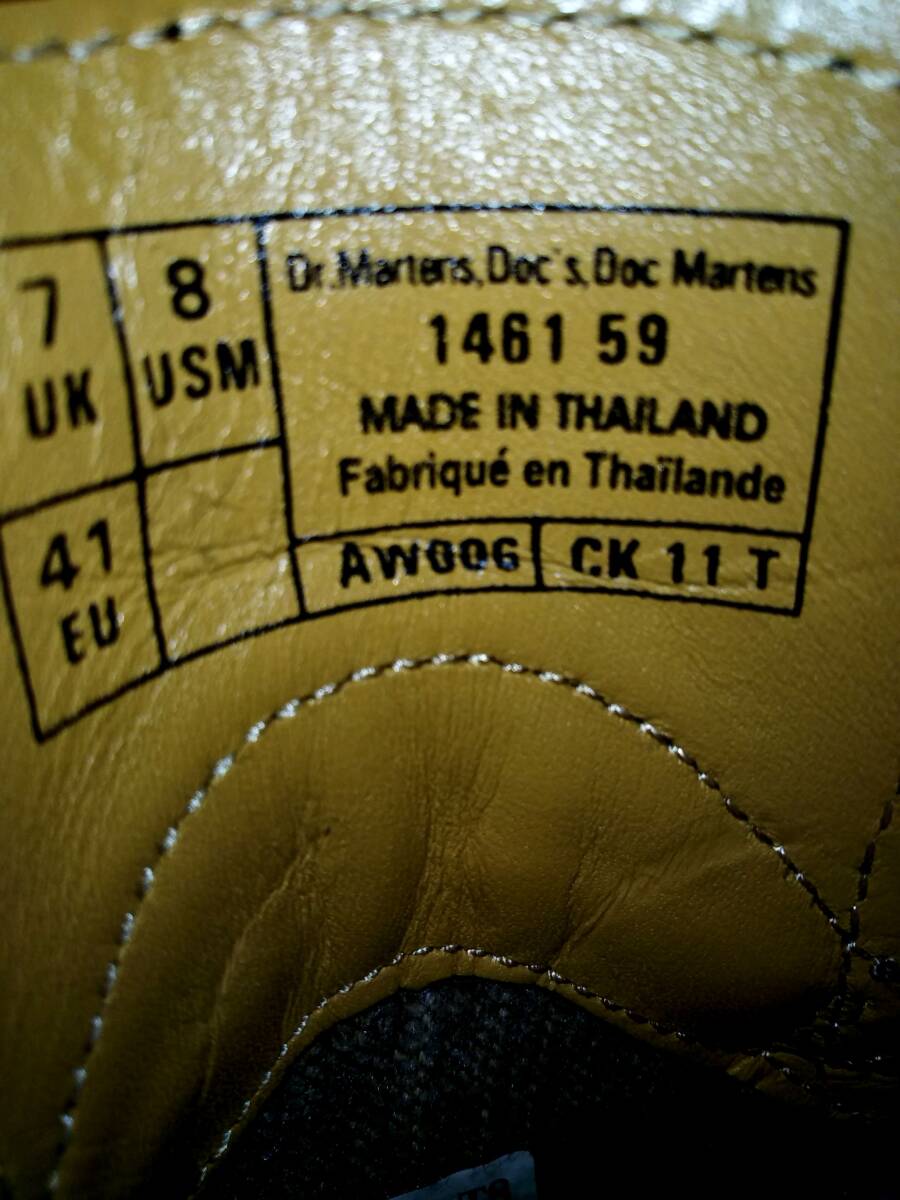 7
UK
8
USM
41
EU
Dr. Martens, Doc's, Doc Martens
1461 59
MADE IN THAILAND
Fabriqué en Thaïlande
AW006
CK 11 T